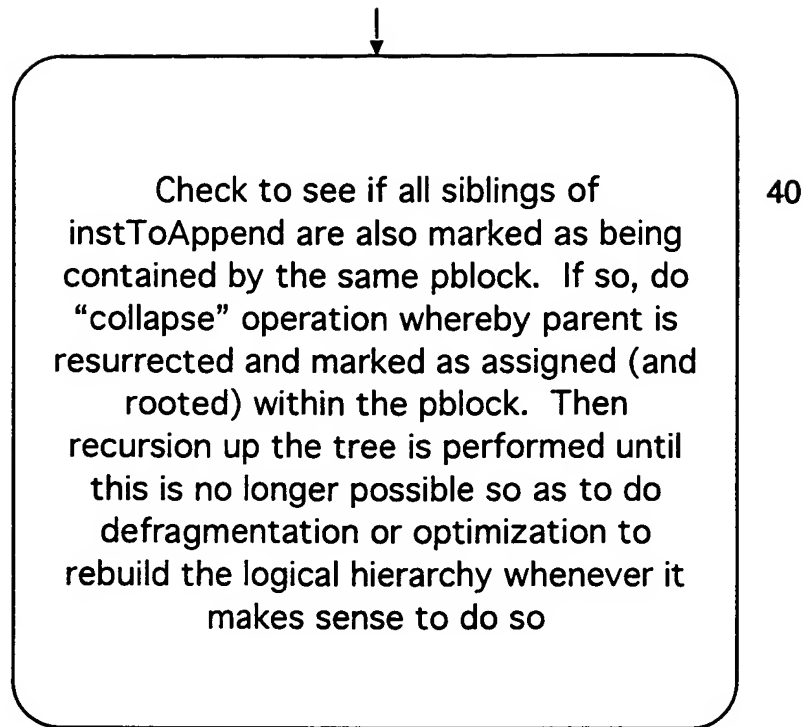 Check to see if all siblings of
instToAppend are also marked as being
contained by the same pblock. If so, do
“collapse” operation whereby parent is
resurrected and marked as assigned (and
rooted) within the pblock. Then
recursion up the tree is performed until
this is no longer possible so as to do
defragmentation or optimization to
rebuild the logical hierarchy whenever it
makes sense to do so
40